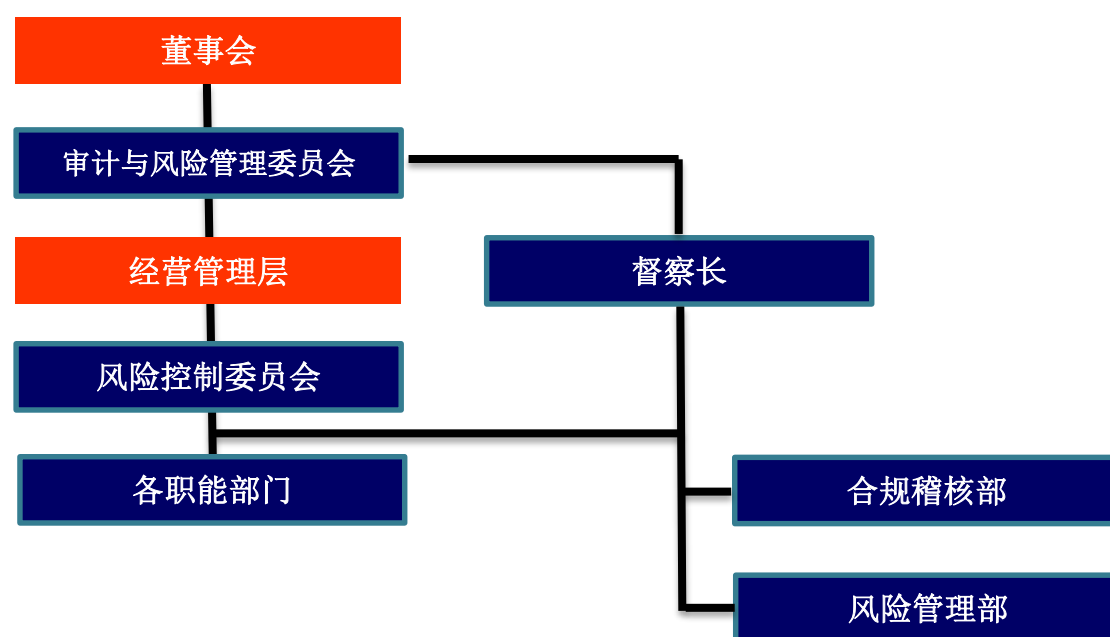 董事会
审计与风险管理委员会
经营管理层
督察长
风险控制委员会
各职能部门
合规稽核部
风险管理部